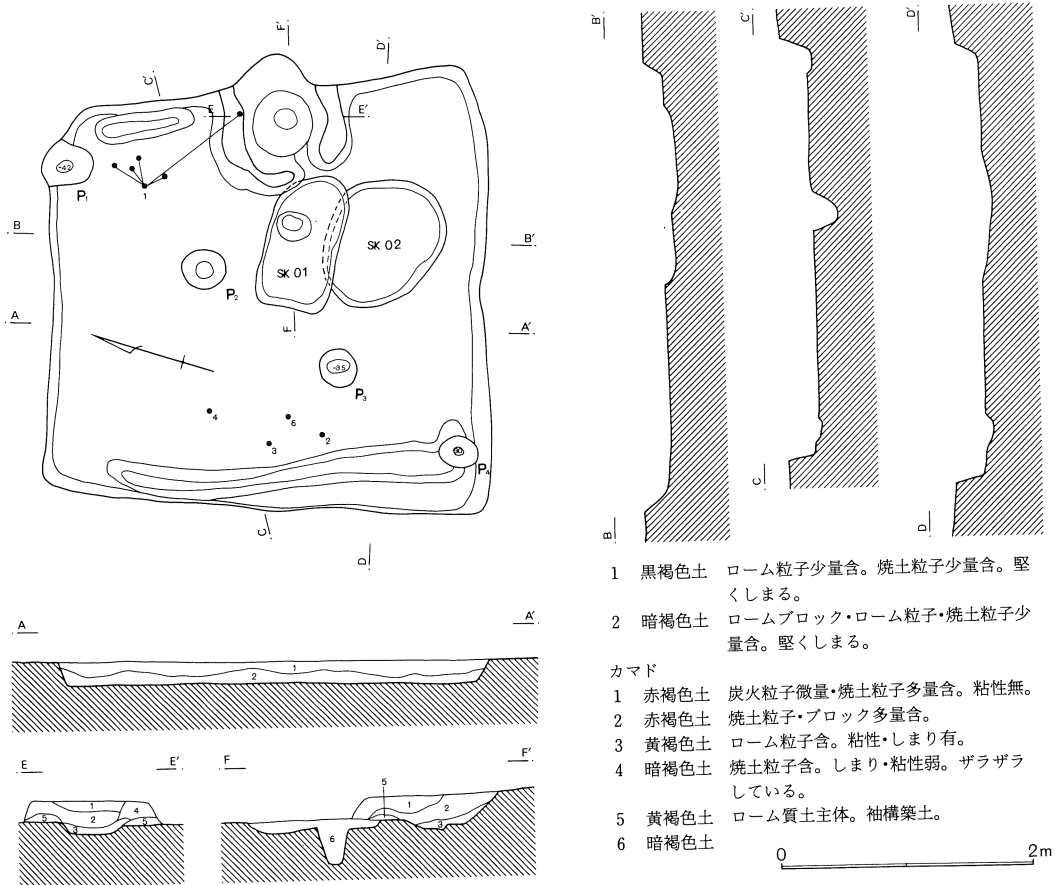 F′
D′
C′
E
E′
-42
P₁
1
B
B′
SK 02
SK 01
P₂
A
F
A′
-35
P₃
4
6
3
2
P₄
C
D
B′
C′
D′
C
B
D
A
A′
1
2
E
E′
F
F′
1
2
3
4
5
5
5
1
2
3
6
1 黒褐色土 ローム粒子少量含。焼土粒子少量含。堅
くしまる。
2 暗褐色土 ロームブロック・ローム粒子・焼土粒子少
量含。堅くしまる。
カマド
1 赤褐色土 炭火粒子微量・焼土粒子多量含。粘性無。
2 赤褐色土 焼土粒子・ブロック多量含。
3 黄褐色土 ローム粒子含。粘性・しまり有。
4 暗褐色土 焼土粒子含。しまり・粘性弱。ザラザラ
している。
5 黄褐色土 ローム質土主体。袖構築土。
6 暗褐色土
0 2m